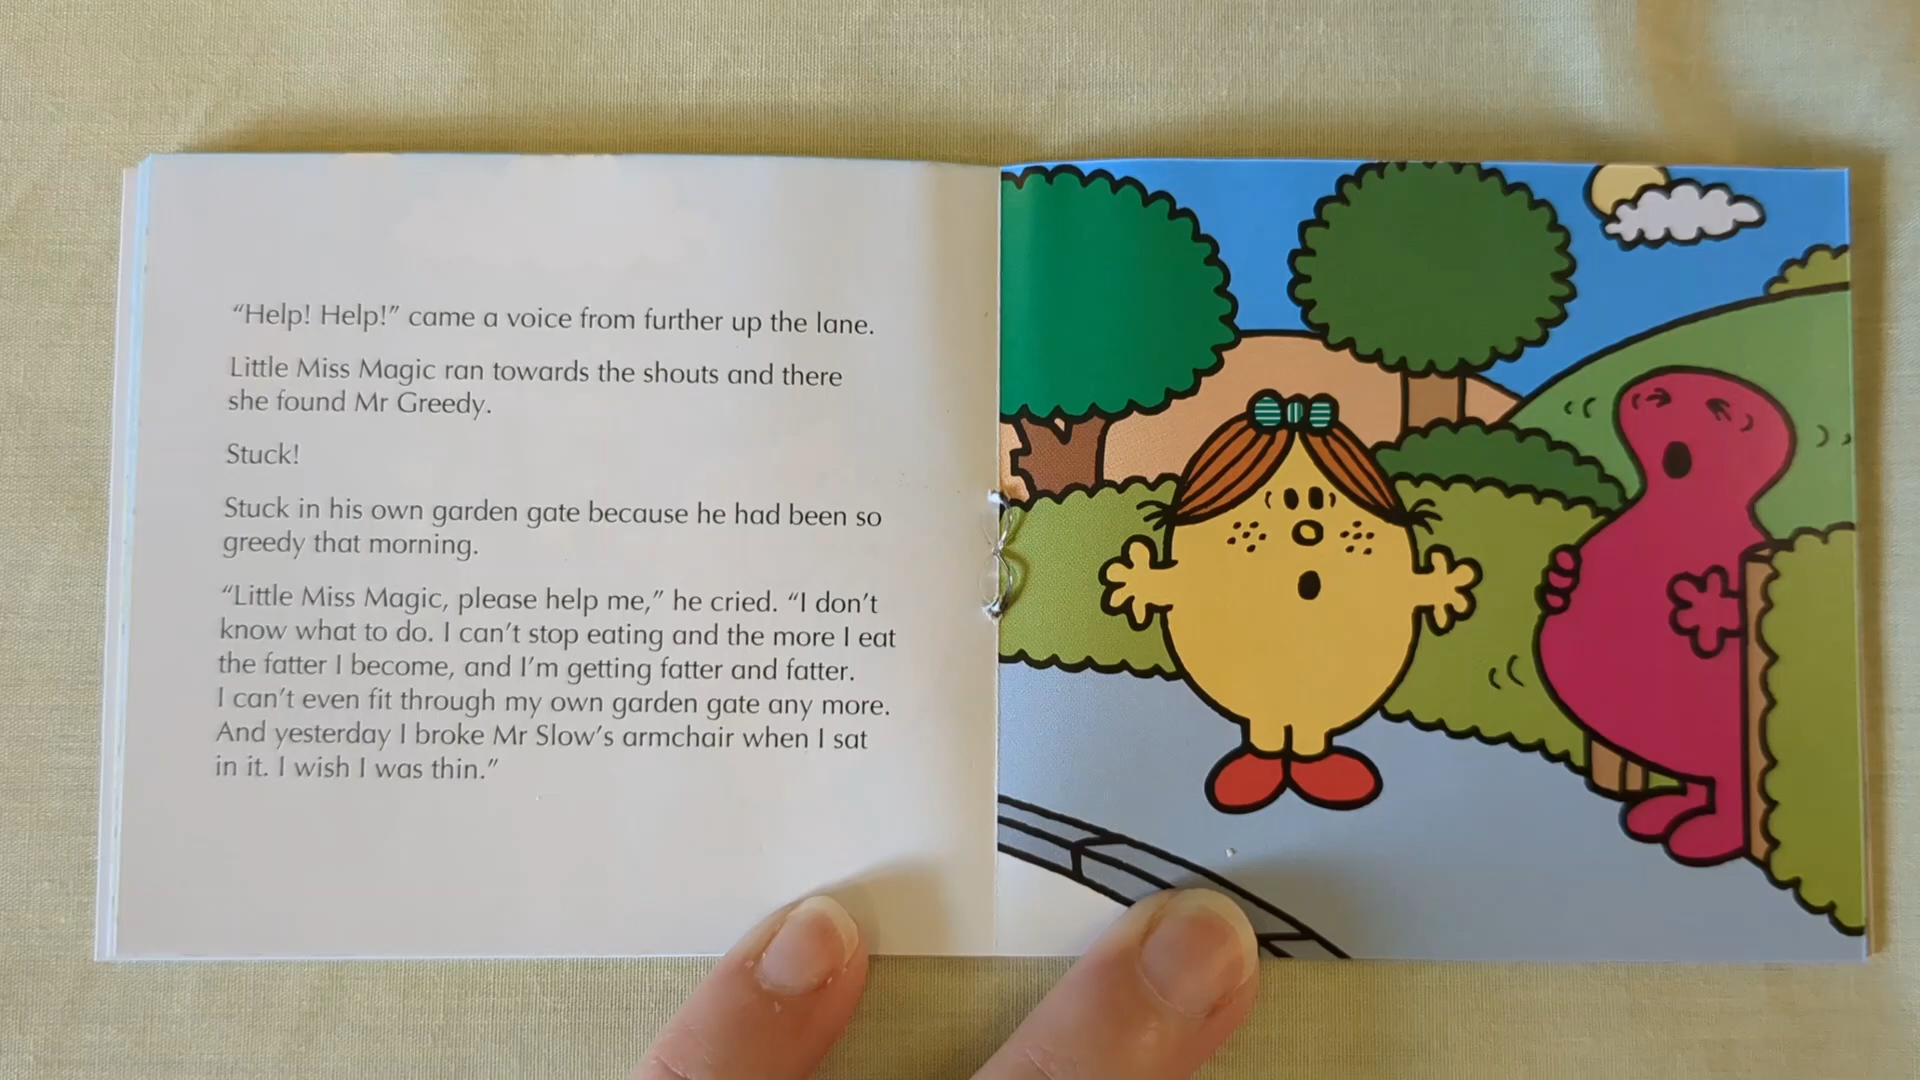 “Help! Help!” came a voice from further up the lane.
Little Miss Magic ran towards the shouts and there
she found Mr Greedy.
Stuck!
Stuck in his own garden gate because he had been so
greedy that morning.
“Little Miss Magic, please help me,” he cried. “I don’t
know what to do. I can’t stop eating and the more I eat
the fatter I become, and I’m getting fatter and fatter.
I can’t even fit through my own garden gate any more.
And yesterday I broke Mr Slow’s armchair when I sat
in it. I wish I was thin.”